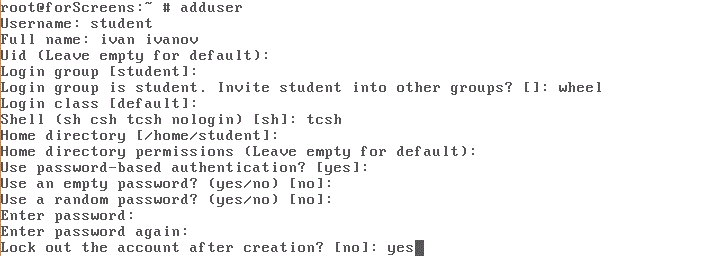 root@forScreens:~ # adduser
Username: student
Full name: ivan ivanov
Uid (Leave empty for default):
Login group [student]:
Login group is student. Invite student into other groups? []: wheel
Login class [default]:
Shell (sh csh tcsh nologin) [sh]: tcsh
Home directory [/home/student]:
Home directory permissions (Leave empty for default):
Use password-based authentication? [yes]:
Use an empty password? (yes/no) [no]:
Use a random password? (yes/no) [no]:
Enter password:
Enter password again:
Lock out the account after creation? [no]: yes